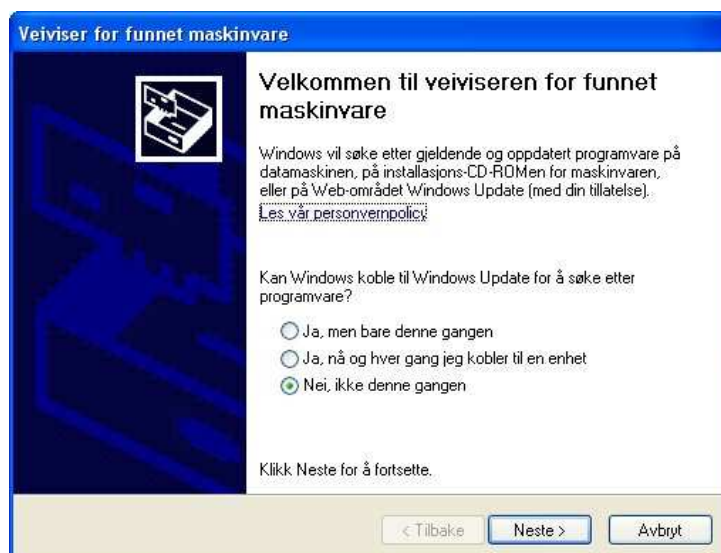 Veiviser for funnet maskinvare
Velkommen til veiviseren for funnet
maskinvare
Windows vil søke etter gjeldende og oppdatert programvare på
datamaskinen, på installasjons-CD-ROMen for maskinvaren,
eller på Web-området Windows Update (med din tillatelse).
Les vår personvernpolicy
Kan Windows koble til Windows Update for å søke etter
programvare?
Ja, men bare denne gangen
Ja, nå og hver gang jeg kobler til en enhet
Nei, ikke denne gangen
Klikk Neste for å fortsette.
< Tilbake Neste > Avbryt